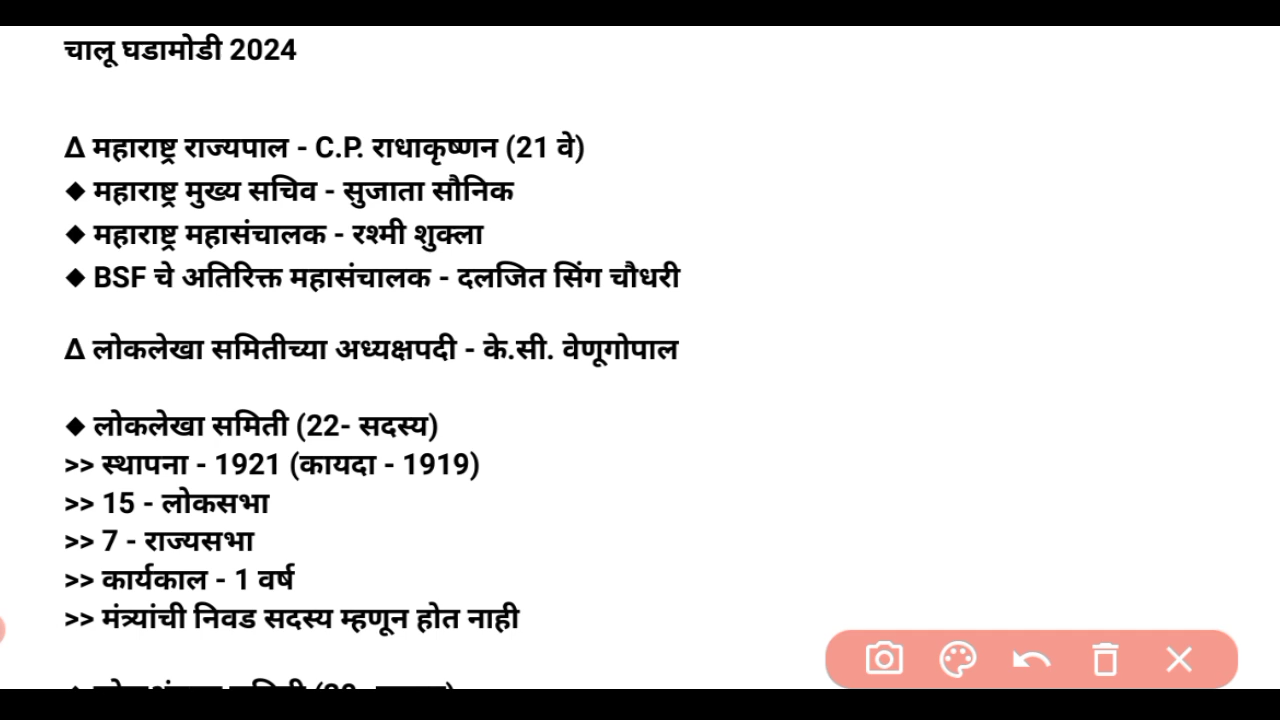 चालू घडामोडी 2024
∆ महाराष्ट्र राज्यपाल - C.P. राधाकृष्णन (21 वे)
◆ महाराष्ट्र मुख्य सचिव - सुजाता सौनिक
◆ महाराष्ट्र महासंचालक - रश्मी शुक्ला
◆ BSF चे अतिरिक्त महासंचालक - दलजित सिंग चौधरी
∆ लोकलेखा समितीच्या अध्यक्षपदी - के.सी. वेणूगोपाल
◆ लोकलेखा समिती (22- सदस्य)
>> स्थापना - 1921 (कायदा - 1919)
>> 15 - लोकसभा
>> 7 - राज्यसभा
>> कार्यकाल - 1 वर्ष
>> मंत्र्यांची निवड सदस्य म्हणून होत नाही